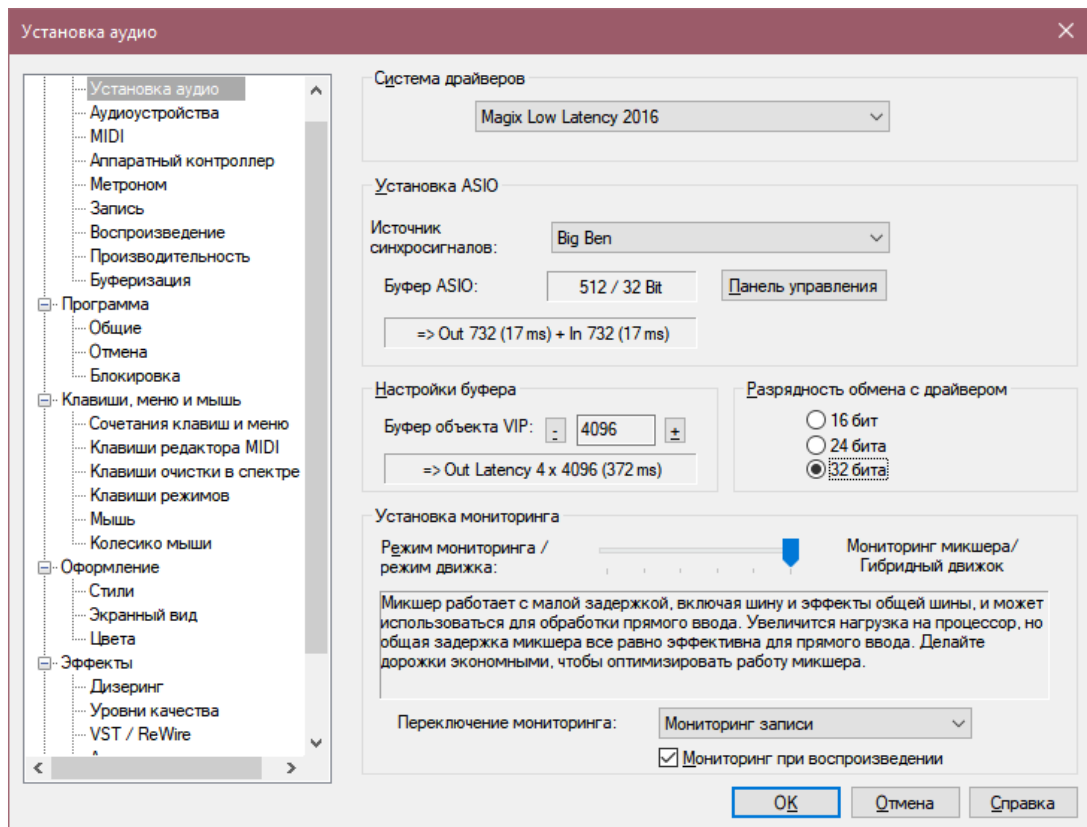 Установка аудио
Установка аудио
Аудиоустройства
MIDI
Аппаратный контроллер
Метроном
Запись
Воспроизведение
Производительность
Буферизация
Программа
Общие
Отмена
Блокировка
Клавиши, меню и мышь
Сочетания клавиш и меню
Клавиши редактора MIDI
Клавиши очистки в спектре
Клавиши режимов
Мышь
Колесико мыши
Оформление
Стили
Экранный вид
Цвета
Эффекты
Дизеринг
Уровни качества
VST / ReWire
Система драйверов
Magix Low Latency 2016
Установка ASIO
Источник
синхросигналов:
Big Ben
Буфер ASIO:
512 / 32 Bit
Панель управления
=> Out 732 (17 ms) + In 732 (17 ms)
Настройки буфера
Буфер объекта VIP:
-
4096
+
=> Out Latency 4 x 4096 (372 ms)
Разрядность обмена с драйвером
16 бит
24 бита
32 бита
Установка мониторинга
Режим мониторинга /
режим движка:
Мониторинг микшера/
Гибридный движок
Микшер работает с малой задержкой, включая шину и эффекты общей шины, и может
использоваться для обработки прямого ввода. Увеличится нагрузка на процессор, но
общая задержка микшера все равно эффективна для прямого ввода. Делайте
дорожки экономными, чтобы оптимизировать работу микшера.
Переключение мониторинга:
Мониторинг записи
Мониторинг при воспроизведении
OK
Отмена
Справка